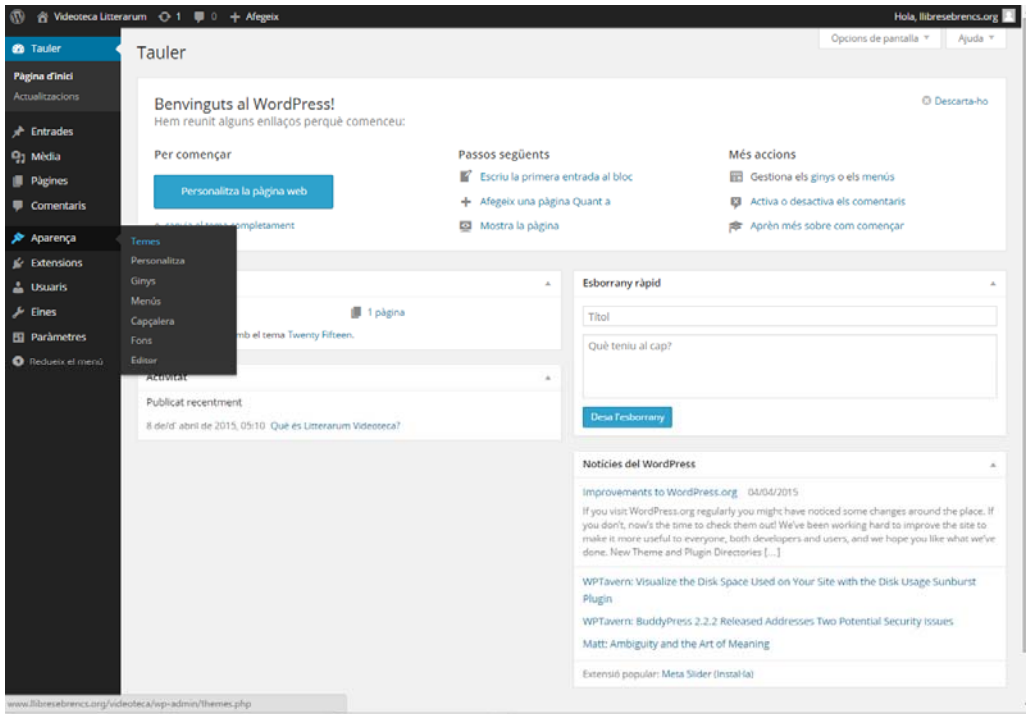 Videoteca Litterarum 1 0 + Afegeix
Hola, llibresebrencs.org
Opcions de pantalla
Ajuda
Tauler
Pàgina d'inici
Actualitzacions
Entrades
Mèdia
Pàgines
Comentaris
Aparença
Extensions
Usuaris
Eines
Paràmetres
Redueix el menú
Temes
Personalitza
Ginys
Menús
Capçalera
Fons
Editor
Tauler
Benvinguts al WordPress!
Descarta-ho
Hem reunit alguns enllaços perquè comenceu:
Per començar
Personalitza la pàgina web
completament
Passos següents
Escriu la primera entrada al bloc
Afegeix una pàgina Quant a
Mostra la pàgina
Més accions
Gestiona els ginys o els menús
Activa o desactiva els comentaris
Aprèn més sobre com començar
1 pàgina
mb el tema Twenty Fifteen.
Activitat
Publicat recentment
8 de/d' abril de 2015, 05:10 Què és Litterarum Videoteca?
Esborrany ràpid
Títol
Què teniu al cap?
Desa l'esborrany
Notícies del WordPress
Improvements to WordPress.org 04/04/2015
If you visit WordPress.org regularly you might have noticed some changes around the place. If
you don't, now's the time to check them out! We've been working hard to improve the site to
make it more useful to everyone, both developers and users, and we hope you like what we've
done. New Theme and Plugin Directories [...]
WPTavern: Visualize the Disk Space Used on Your Site with the Disk Usage Sunburst
Plugin
WPTavern: BuddyPress 2.2.2 Released Addresses Two Potential Security Issues
Matt: Ambiguity and the Art of Meaning
Extensió popular: Meta Slider (Instal·la)
www.llibresebrencs.org/videoteca/wp-admin/themes.php